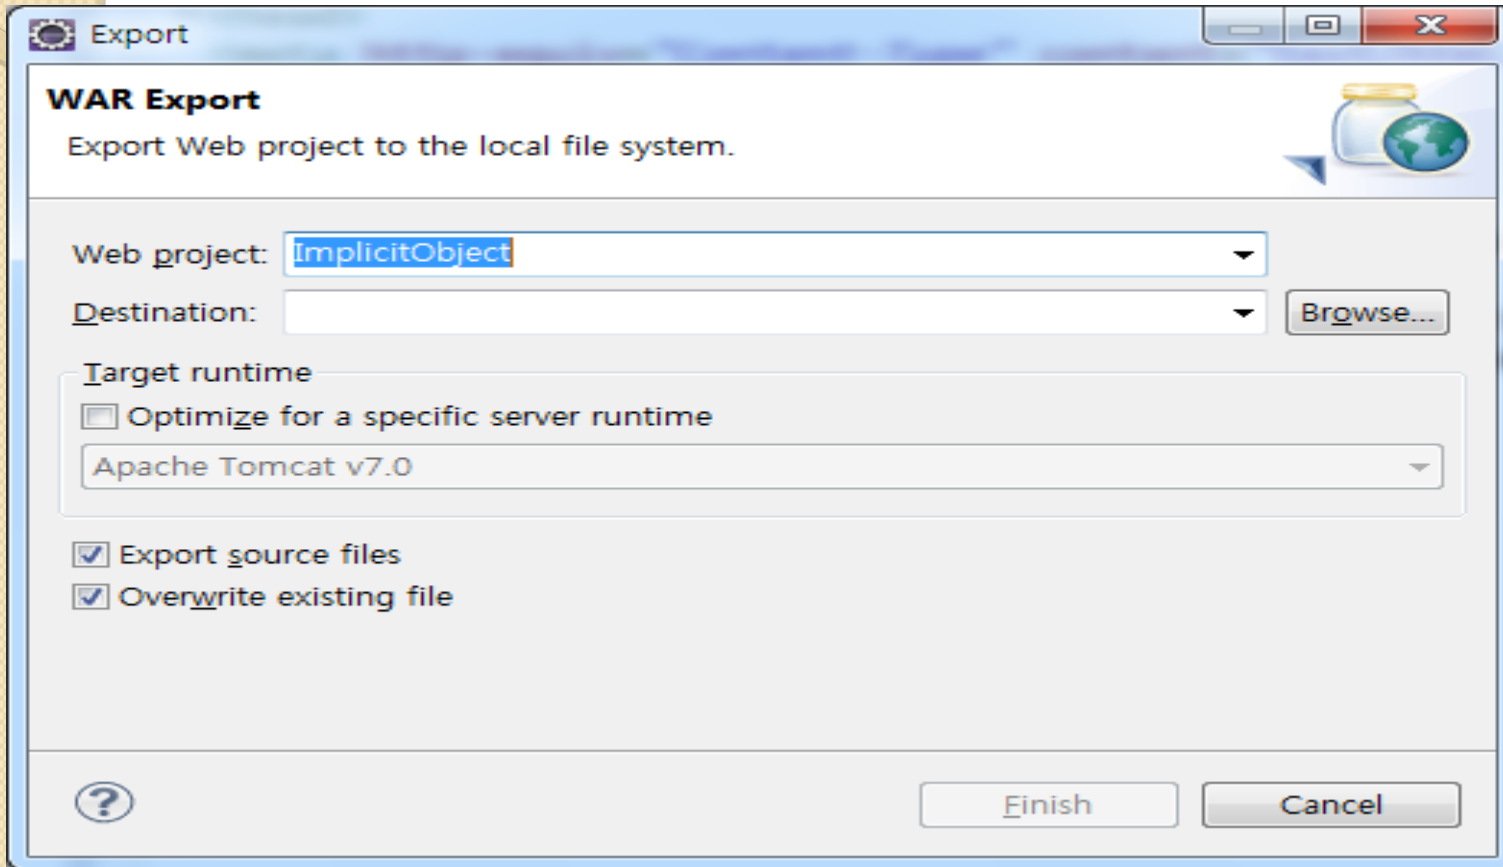 Export
WAR Export
Export Web project to the local file system.
Web project: ImplicitObject
Destination: Browse...
Target runtime
Optimize for a specific server runtime
Apache Tomcat v7.0
Export source files
Overwrite existing file
Finish Cancel